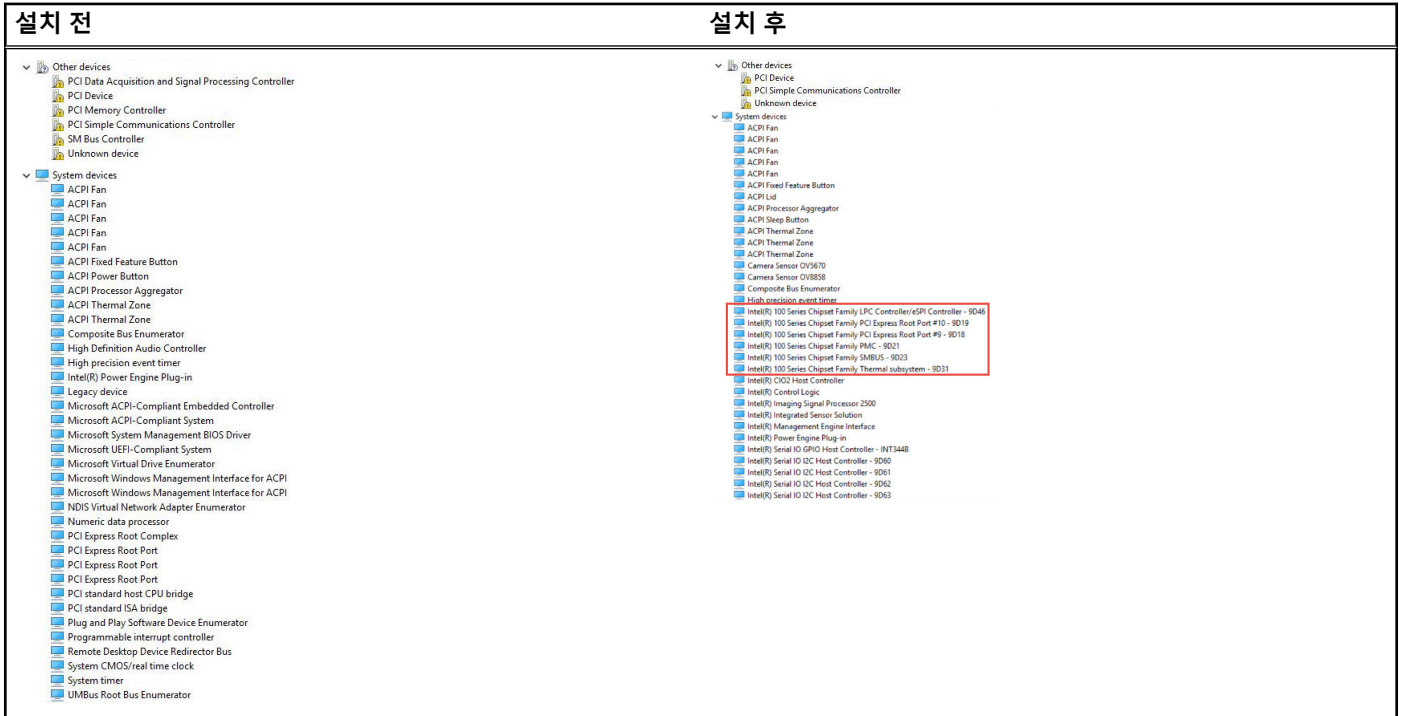 설치 전
설치 후
Other devices
PCI Data Acquisition and Signal Processing Controller
PCI Device
PCI Memory Controller
PCI Simple Communications Controller
SM Bus Controller
Unknown device
System devices
ACPI Fan
ACPI Fan
ACPI Fan
ACPI Fan
ACPI Fan
ACPI Fixed Feature Button
ACPI Power Button
ACPI Processor Aggregator
ACPI Thermal Zone
ACPI Thermal Zone
Composite Bus Enumerator
High Definition Audio Controller
High precision event timer
Intel(R) Power Engine Plug-in
Legacy device
Microsoft ACPI-Compliant Embedded Controller
Microsoft ACPI-Compliant System
Microsoft System Management BIOS Driver
Microsoft UEFI-Compliant System
Microsoft Virtual Drive Enumerator
Microsoft Windows Management Interface for ACPI
Microsoft Windows Management Interface for ACPI
NDIS Virtual Network Adapter Enumerator
Numeric data processor
PCI Express Root Complex
PCI Express Root Port
PCI Express Root Port
PCI Express Root Port
PCI standard host CPU bridge
PCI standard ISA bridge
Plug and Play Software Device Enumerator
Programmable interrupt controller
Remote Desktop Device Redirector Bus
System CMOS/real time clock
System timer
UMBus Root Bus Enumerator
Other devices
PCI Device
PCI Simple Communications Controller
Unknown device
System devices
ACPI Fan
ACPI Fan
ACPI Fan
ACPI Fan
ACPI Fan
ACPI Fixed Feature Button
ACPI Lid
ACPI Processor Aggregator
ACPI Sleep Button
ACPI Thermal Zone
ACPI Thermal Zone
ACPI Thermal Zone
Camera Sensor OV5670
Camera Sensor OV8858
Composite Bus Enumerator
High precision event timer
Intel(R) 100 Series Chipset Family LPC Controller/eSPI Controller - 9D46
Intel(R) 100 Series Chipset Family PCI Express Root Port #10 - 9D19
Intel(R) 100 Series Chipset Family PCI Express Root Port #9 - 9D18
Intel(R) 100 Series Chipset Family PMC - 9D21
Intel(R) 100 Series Chipset Family SMBUS - 9D23
Intel(R) 100 Series Chipset Family Thermal subsystem - 9D31
Intel(R) CIO2 Host Controller
Intel(R) Control Logic
Intel(R) Imaging Signal Processor 2500
Intel(R) Integrated Sensor Solution
Intel(R) Management Engine Interface
Intel(R) Power Engine Plug-in
Intel(R) Serial IO GPIO Host Controller - INT344B
Intel(R) Serial IO I2C Host Controller - 9D60
Intel(R) Serial IO I2C Host Controller - 9D61
Intel(R) Serial IO I2C Host Controller - 9D62
Intel(R) Serial IO I2C Host Controller - 9D63